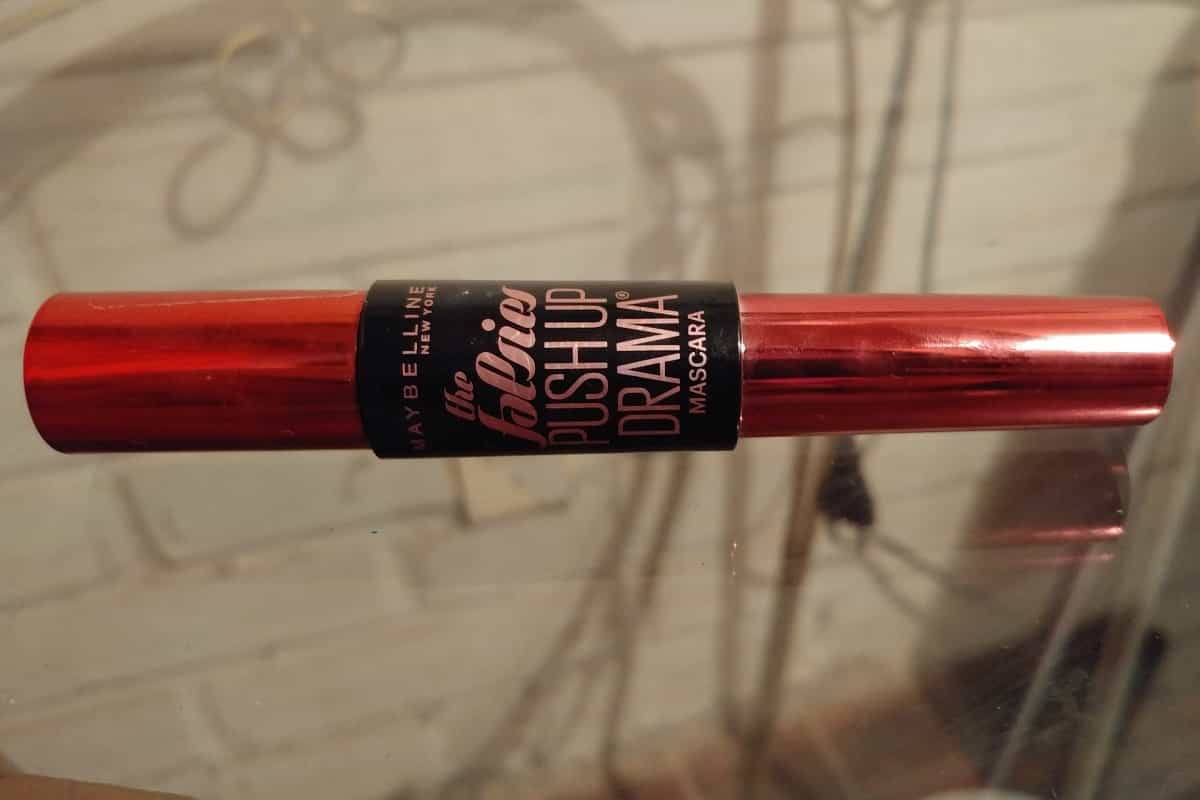 MAYBELLINE
NEW YORK
the
falsies
PUSH UP
DRAMA®
MASCARA